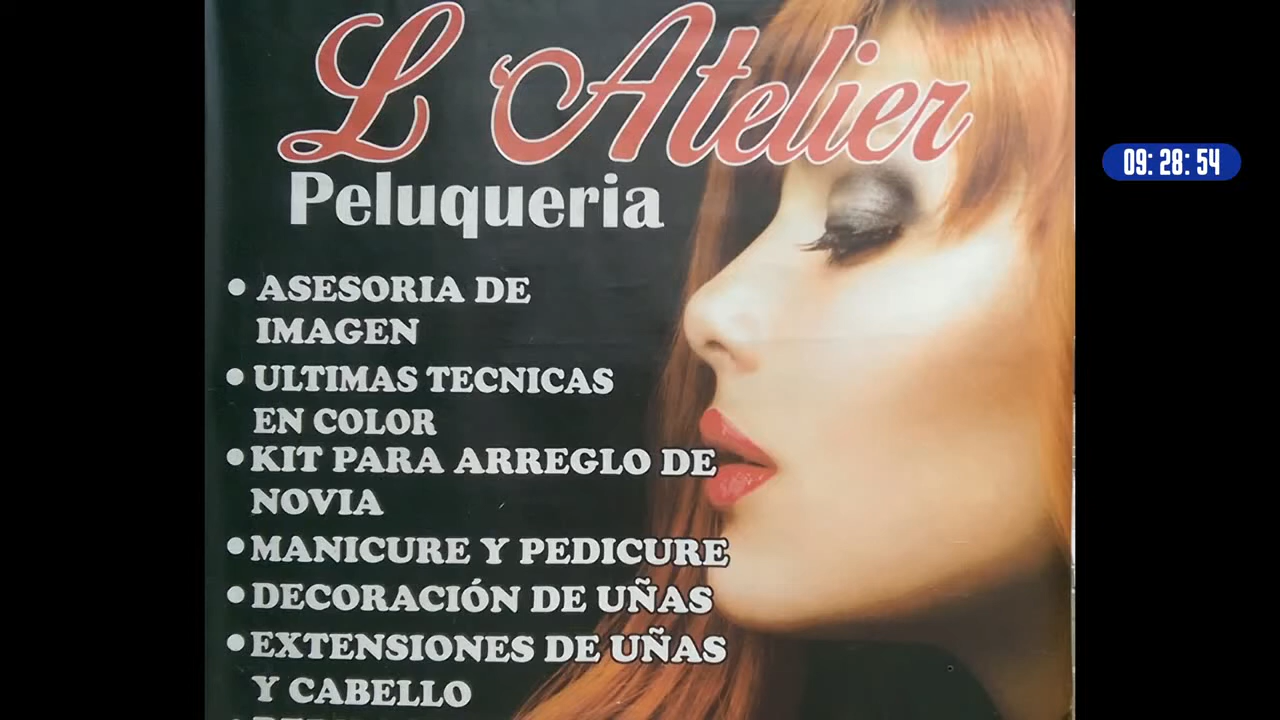 L'Atelier
Peluqueria
09: 28: 54
• ASESORIA DE
IMAGEN
• ULTIMAS TECNICAS
EN COLOR
• KIT PARA ARREGLO DE
NOVIA
• MANICURE Y PEDICURE
• DECORACIÓN DE UÑAS
• EXTENSIONES DE UÑAS
Y CABELLO